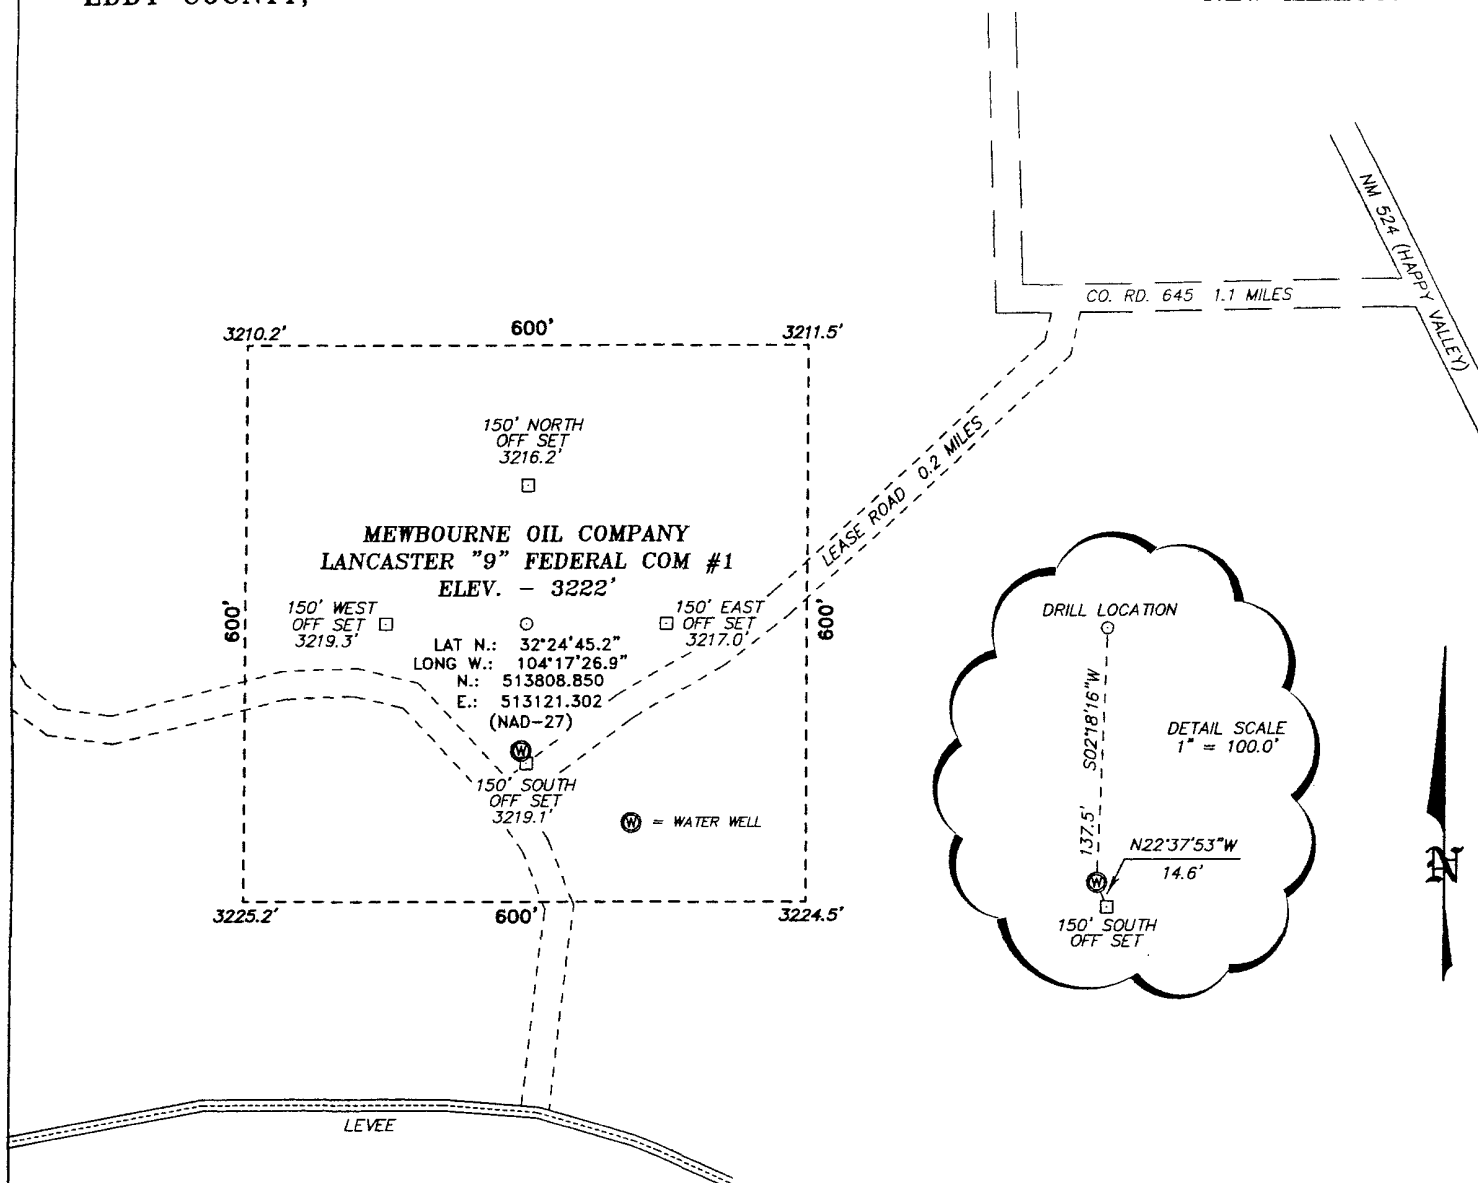 EDDY COUNTY,
NM 524 (HAPPY VALLEY)
CO. RD. 645 1.1 MILES
LEASE ROAD 0.2 MILES
3210.2'
600'
3211.5'
150' NORTH
OFF SET
3216.2'
MEWBOURNE OIL COMPANY
LANCASTER "9" FEDERAL COM #1
ELEV. - 3222'
600'
150' WEST
OFF SET
3219.3'
150' EAST
OFF SET
3217.0'
600'
LAT N.: 32°24'45.2"
LONG W.: 104°17'26.9"
N.: 513808.850
E.: 513121.302
(NAD-27)
W
150' SOUTH
OFF SET
3219.1'
W = WATER WELL
3225.2'
600'
3224.5'
DRILL LOCATION
S02°18'16"W
137.5'
DETAIL SCALE
1" = 100.0'
N22°37'53"W
14.6'
W
150' SOUTH
OFF SET
N
LEVEE